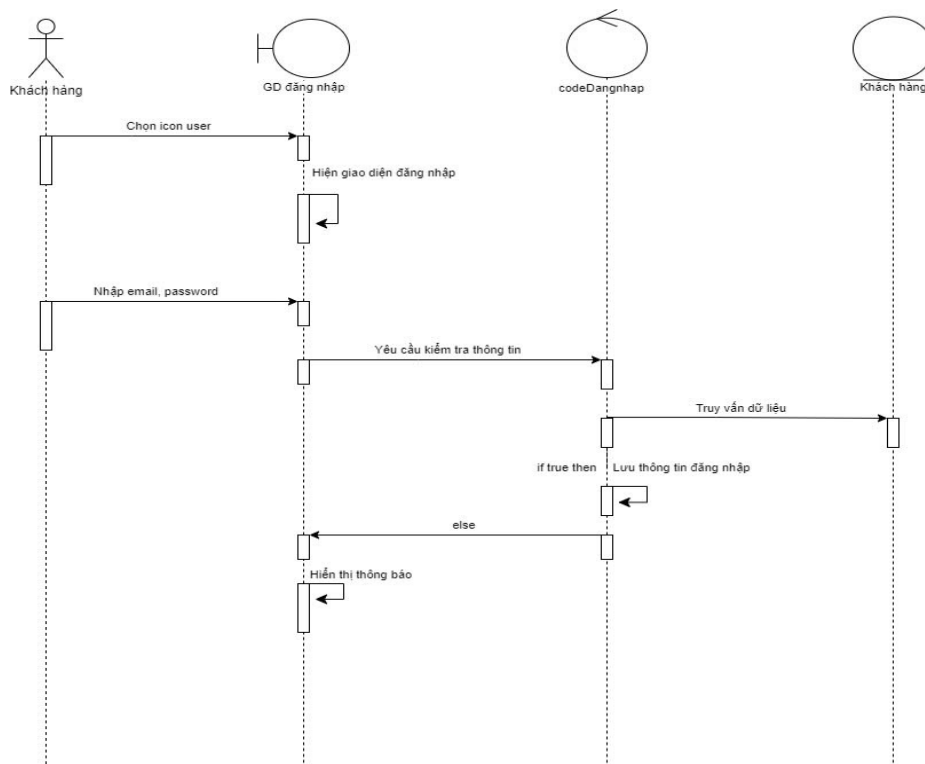 Khách hàng
GD đăng nhập
codeDangnhap
Khách hàng
Chọn icon user
Hiện giao diện đăng nhập
Nhập email, password
Yêu cầu kiểm tra thông tin
Truy vấn dữ liệu
if true then
Lưu thông tin đăng nhập
else
Hiển thị thông báo